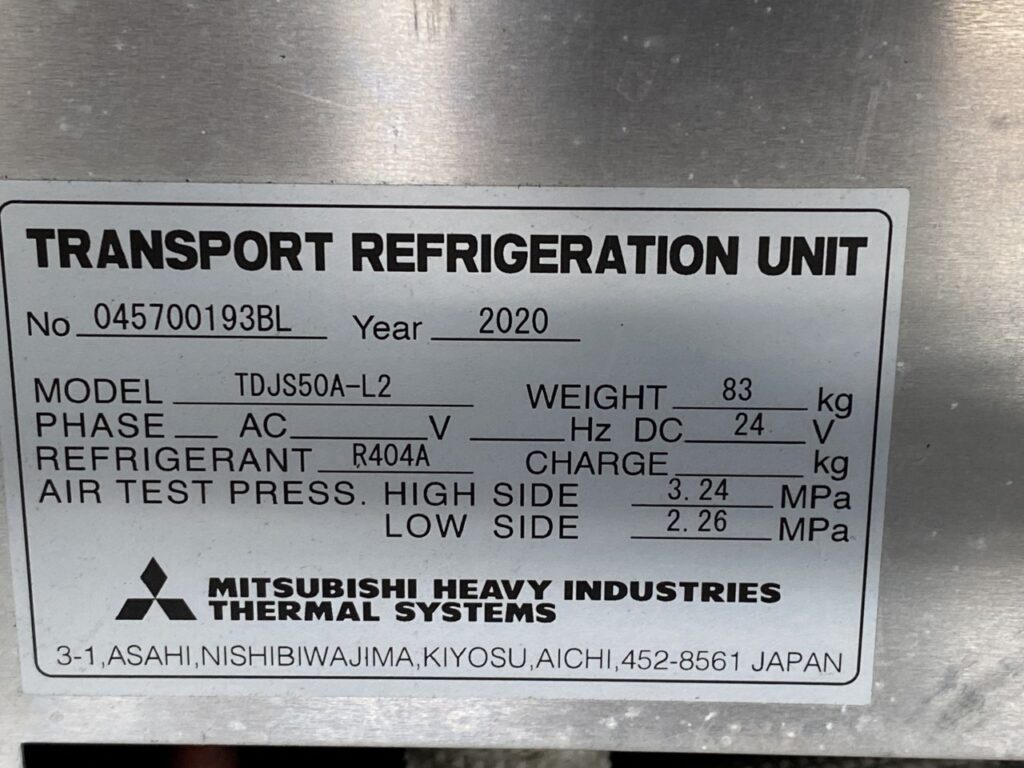 TRANSPORT REFRIGERATION UNIT
No 045700193BL Year 2020
MODEL TDJS50A-L2 WEIGHT 83 kg
PHASE AC V Hz DC 24 V
REFRIGERANT R404A CHARGE kg
AIR TEST PRESS. HIGH SIDE 3.24 MPa
LOW SIDE 2.26 MPa
MITSUBISHI HEAVY INDUSTRIES
THERMAL SYSTEMS
3-1,ASAHI,NISHIBIWAJIMA,KIYOSU,AICHI,452-8561 JAPAN